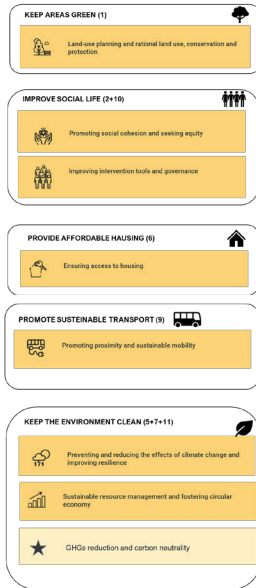 KEEP AREAS GREEN (1)
Land-use planning and rational land use, conservation and
protection
IMPROVE SOCIAL LIFE (2+10)
Promoting social cohesion and seeking equity
Improving intervention tools and governance
PROVIDE AFFORDABLE HAUSING (6)
Ensuring access to housing
PROMOTE SUSTEINABLE TRANSPORT (9)
Promoting proximity and sustainable mobility
KEEP THE ENVIRONMENT CLEAN (5+7+11)
Preventing and reducing the effects of climate change and
improving resilience
Sustainable resource management and fostering circular
economy
GHGs reduction and carbon neutrality